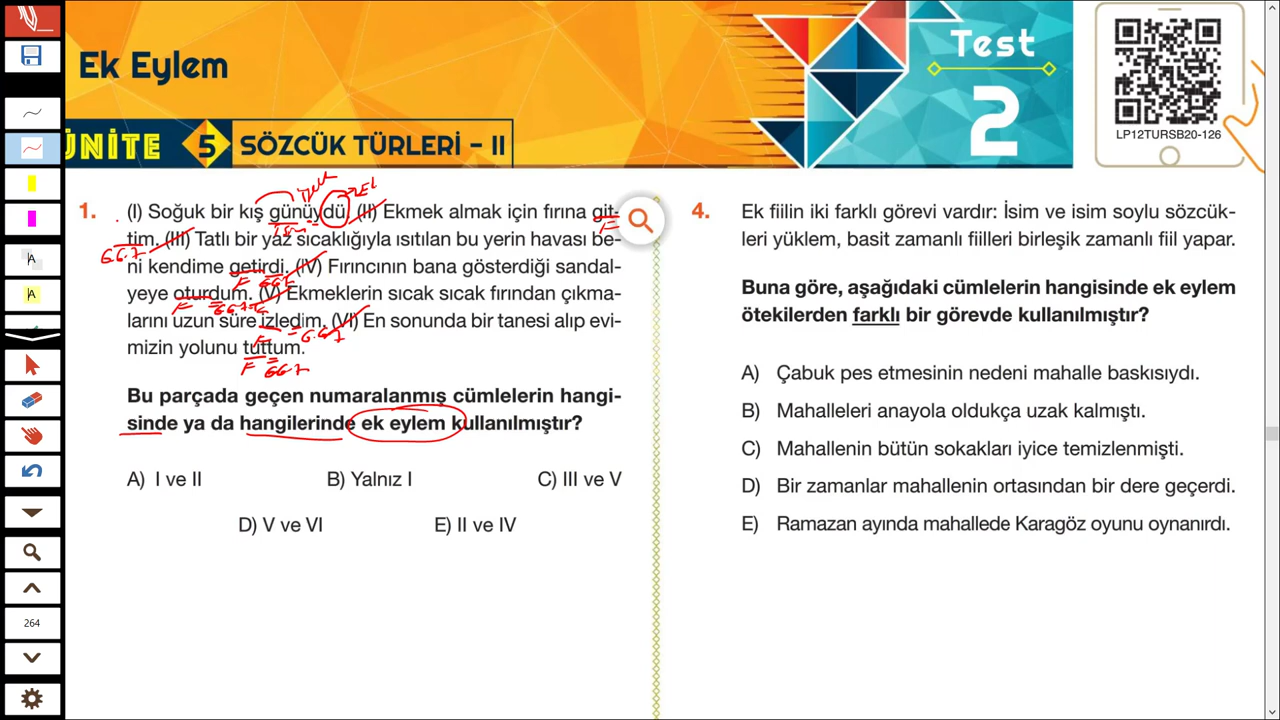 Ek Eylem
Test
2
ÜNİTE 5 SÖZCÜK TÜRLERİ – II
LP12TURSB20-126
1. (I) Soğuk bir kış günüydü. (II) Ekmek almak için fırına git-
tim. (III) Tatlı bir yaz sıcaklığıyla ısıtılan bu yerin havası be-
ni kendime getirdi. (IV) Fırıncının bana gösterdiği sandal-
yeye oturdum. (V) Ekmeklerin sıcak sıcak fırından çıkma-
larını uzun süre izledim. (VI) En sonunda bir tanesi alıp evi-
mizin yolunu tuttum.
Bu parçada geçen numaralanmış cümlelerin hangi-
sinde ya da hangilerinde ek eylem kullanılmıştır?
A) I ve II
B) Yalnız I
C) III ve V
D) V ve VI
E) II ve IV
4. Ek fiilin iki farklı görevi vardır: İsim ve isim soylu sözcük-
leri yüklem, basit zamanlı fiilleri birleşik zamanlı fiil yapar.
Buna göre, aşağıdaki cümlelerin hangisinde ek eylem
ötekilerden farklı bir görevde kullanılmıştır?
A) Çabuk pes etmesinin nedeni mahalle baskısıydı.
B) Mahalleleri anayola oldukça uzak kalmıştı.
C) Mahallenin bütün sokakları iyice temizlenmişti.
D) Bir zamanlar mahallenin ortasından bir dere geçerdi.
E) Ramazan ayında mahallede Karagöz oyunu oynanırdı.
A
A
264